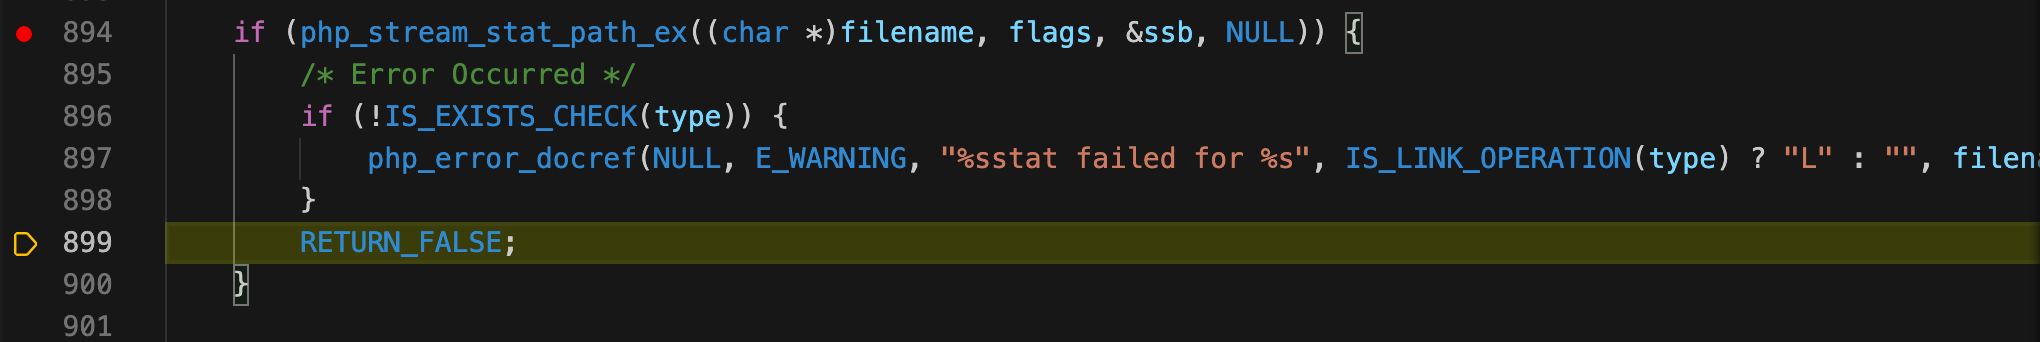 894 if (php_stream_stat_path_ex((char *)filename, flags, &ssb, NULL)) {
895 /* Error Occurred */
896 if (!IS_EXISTS_CHECK(type)) {
897 php_error_docref(NULL, E_WARNING, "%sstat failed for %s", IS_LINK_OPERATION(type) ? "L" : "", filen
898 }
899 RETURN_FALSE;
900 }
901